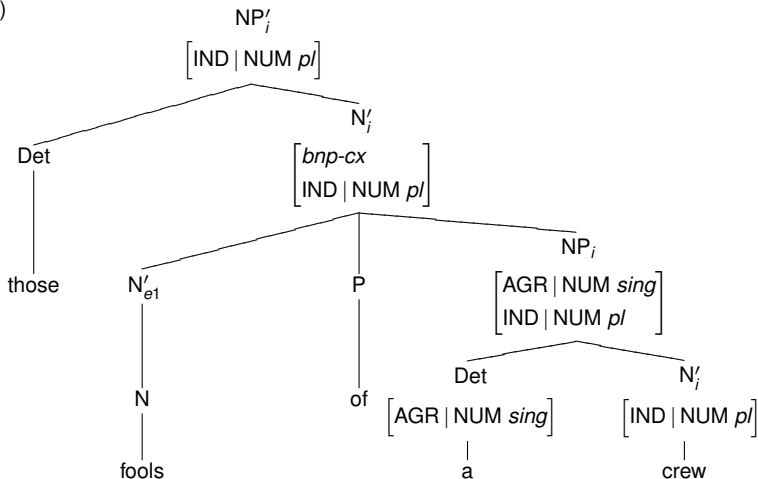 )
NP′i
[IND | NUM pl]
N′i
Det
[bnp-cx
IND | NUM pl]
NPi
those
N′e1
P
[AGR | NUM sing
IND | NUM pl]
Det
N′i
N
of
[AGR | NUM sing]
[IND | NUM pl]
fools
a
crew